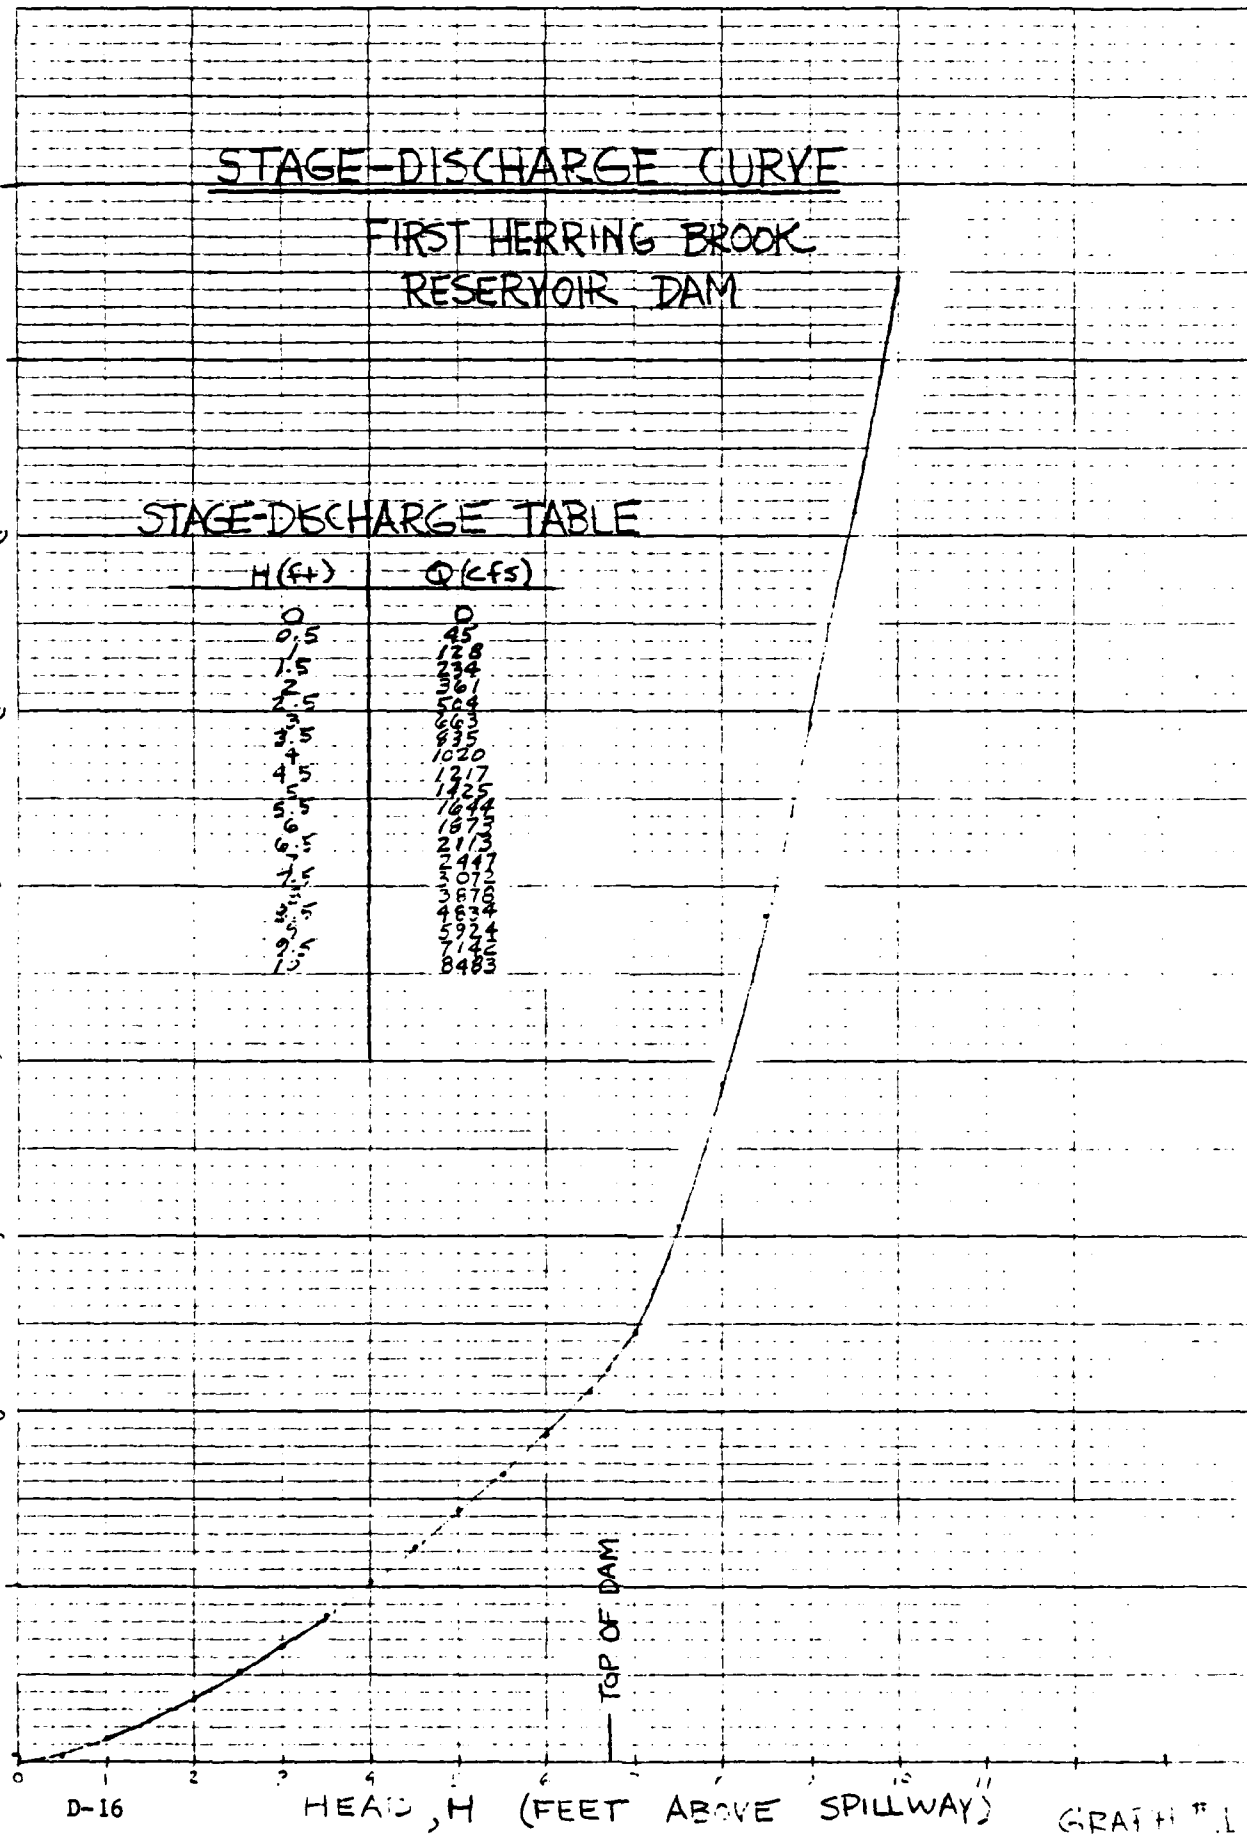 STAGE-DISCHARGE CURVE
FIRST HERRING BROOK
RESERVOIR DAM
STAGE-DISCHARGE TABLE
H (ft) Q (cfs)
0 0
0.5 45
1 128
1.5 234
2 361
2.5 504
3 663
3.5 835
4 1020
4.5 1217
5 1425
5.5 1644
6 1873
6.5 2113
7 2447
7.5 3072
3878
4834
9 5924
9.5 7142
10 8483
TOP OF DAM
0 1 2 3 4 5 6 7 9 10 11
D-16 HEAD, H (FEET ABOVE SPILLWAY) GRAPH # 1